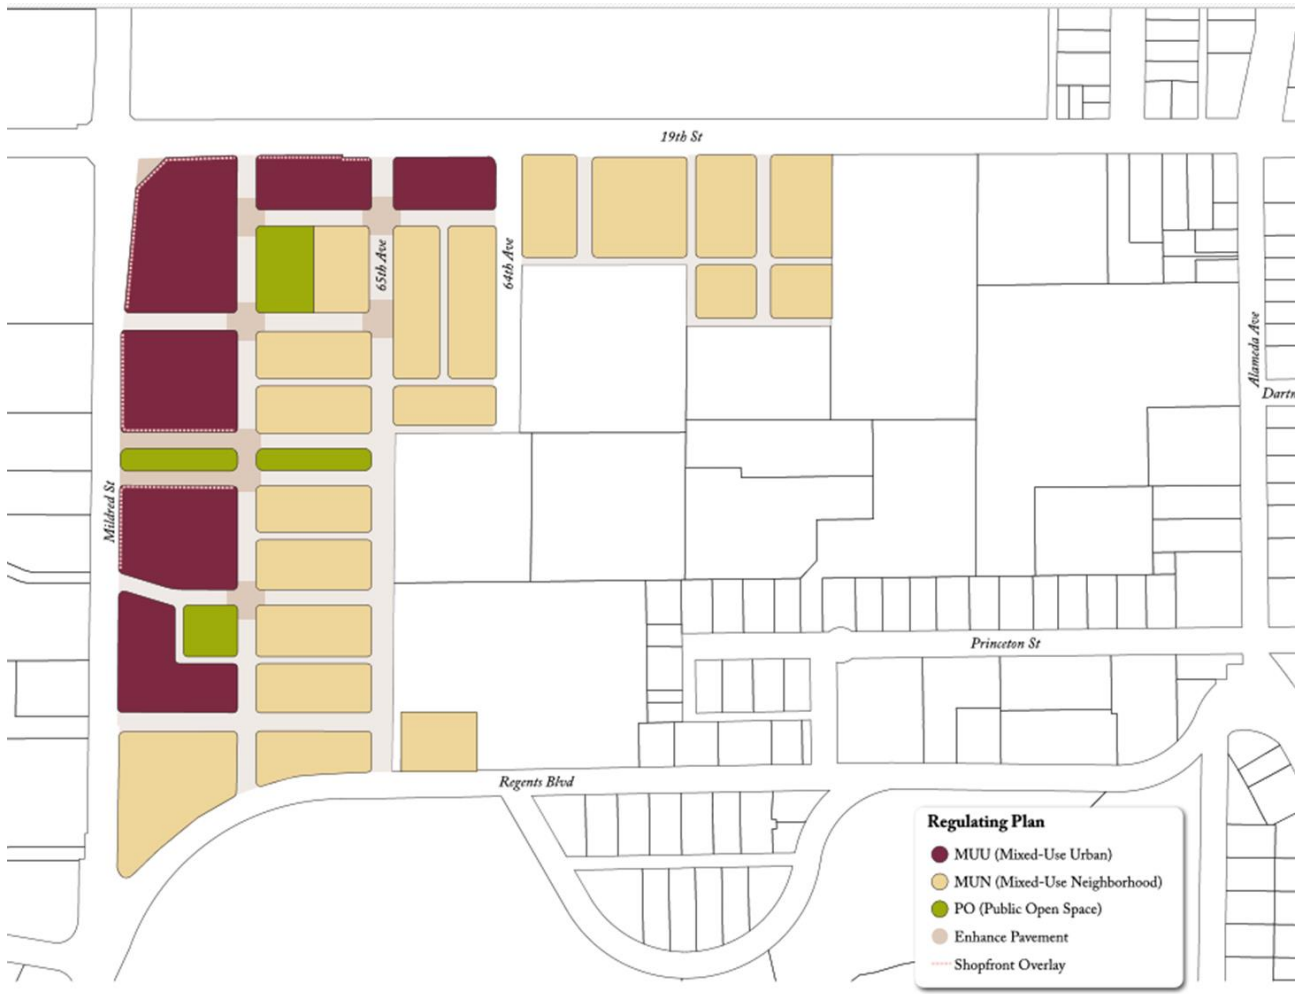 19th St
65th Ave
64th Ave
Alameda Ave
Dartm
Mildred St
Princeton St
Regents Blvd
Regulating Plan
MUU (Mixed-Use Urban)
MUN (Mixed-Use Neighborhood)
PO (Public Open Space)
Enhance Pavement
Shopfront Overlay